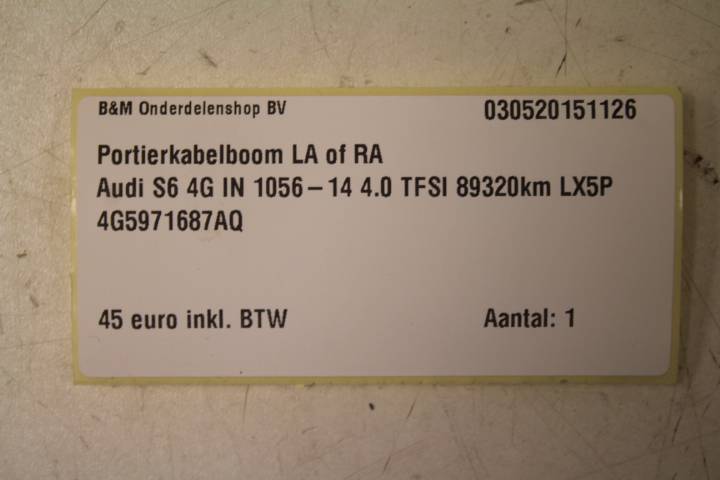 B&M Onderdelenshop BV 030520151126
Portierkabelboom LA of RA
Audi S6 4G IN 1056-14 4.0 TFSI 89320km LX5P
4G5971687AQ
45 euro inkl. BTW Aantal: 1